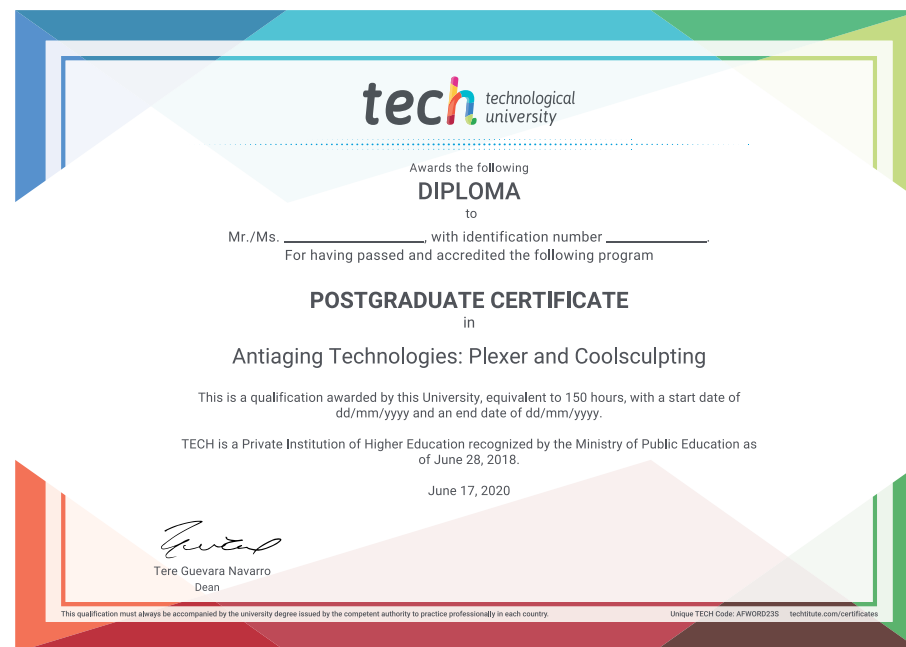 tech technological
university
Awards the following
DIPLOMA
to
Mr./Ms. ____________, with identification number ____________.
For having passed and accredited the following program
POSTGRADUATE CERTIFICATE
in
Antiaging Technologies: Plexer and Coolsculpting
This is a qualification awarded by this University, equivalent to 150 hours, with a start date of
dd/mm/yyyy and an end date of dd/mm/yyyy.
TECH is a Private Institution of Higher Education recognized by the Ministry of Public Education as
of June 28, 2018.
June 17, 2020
Tere Guevara Navarro
Dean
This qualification must always be accompanied by the university degree issued by the competent authority to practice professionally in each country.
Unique TECH Code: AFWORD23S techtitute.com/certificates